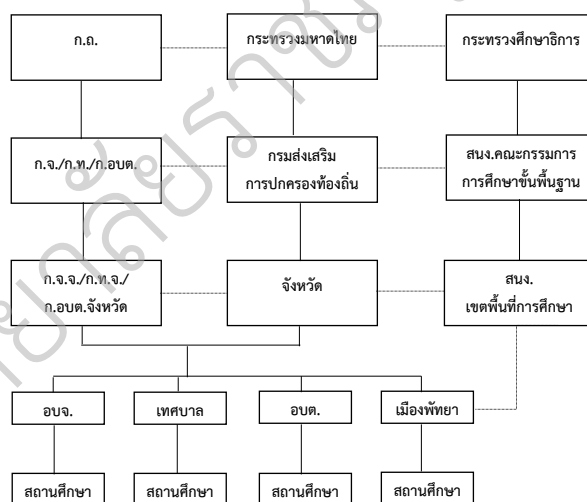 ก.ถ.
กระทรวงมหาดไทย
กระทรวงศึกษาธิการ
ก.จ./ก.ท./ก.อบต.
กรมส่งเสริม
การปกครองท้องถิ่น
สนง.คณะกรรมการ
การศึกษาขั้นพื้นฐาน
ก.จ.จ./ก.ท.จ./
ก.อบต.จังหวัด
จังหวัด
สนง.
เขตพื้นที่การศึกษา
อบจ.
เทศบาล
อบต.
เมืองพัทยา
สถานศึกษา
สถานศึกษา
สถานศึกษา
สถานศึกษา